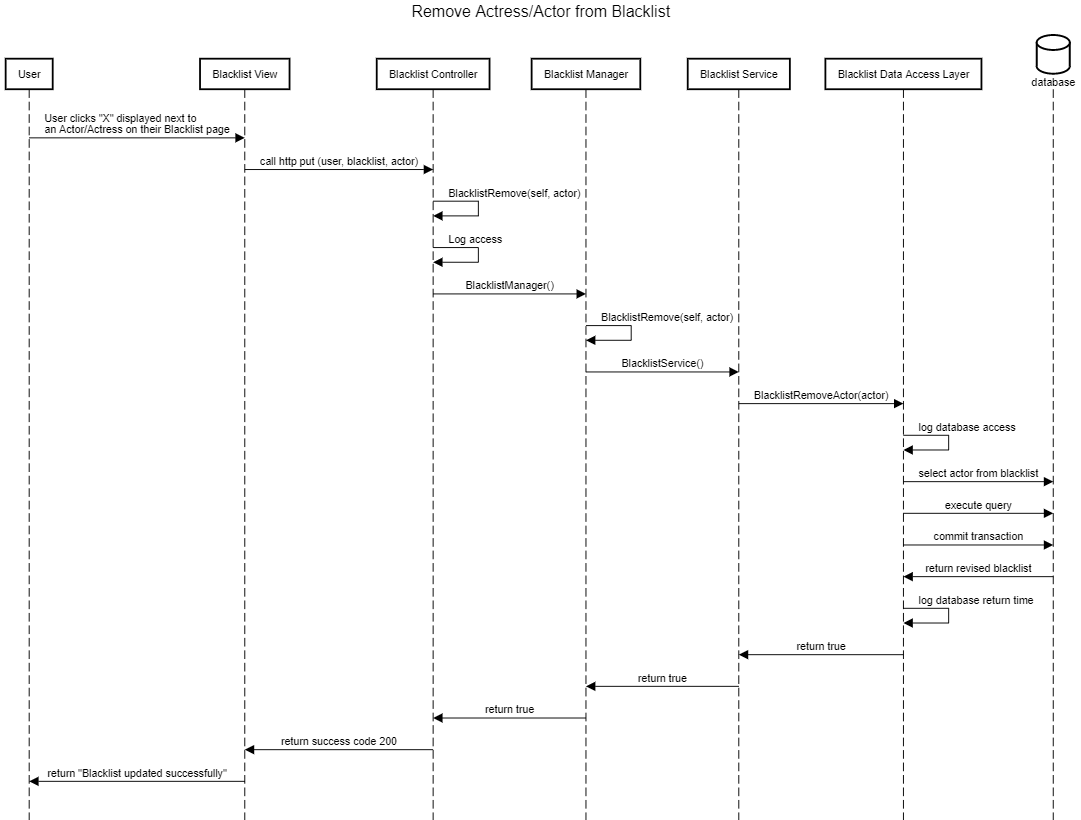 Remove Actress/Actor from Blacklist
User
Blacklist View
Blacklist Controller
Blacklist Manager
Blacklist Service
Blacklist Data Access Layer
database
User clicks "X" displayed next to
an Actor/Actress on their Blacklist page
call http put (user, blacklist, actor)
BlacklistRemove(self, actor)
Log access
BlacklistManager()
BlacklistRemove(self, actor)
BlacklistService()
BlacklistRemoveActor(actor)
log database access
select actor from blacklist
execute query
commit transaction
return revised blacklist
log database return time
return true
return true
return true
return success code 200
return "Blacklist updated successfully"